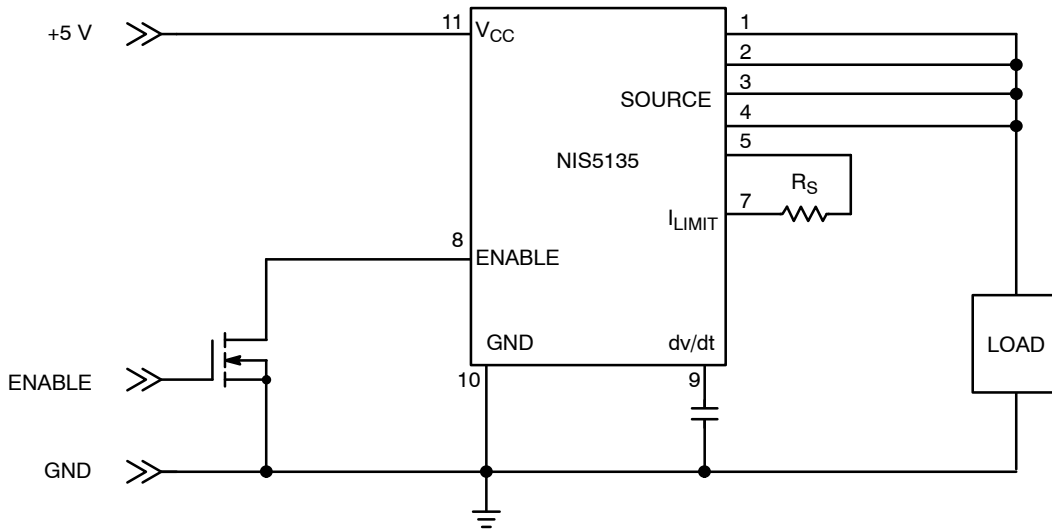 +5 V
11
VCC
1
2
3
SOURCE
4
5
NIS5135
RS
7
ILIMIT
8
ENABLE
GND
dv/dt
LOAD
ENABLE
10
9
GND